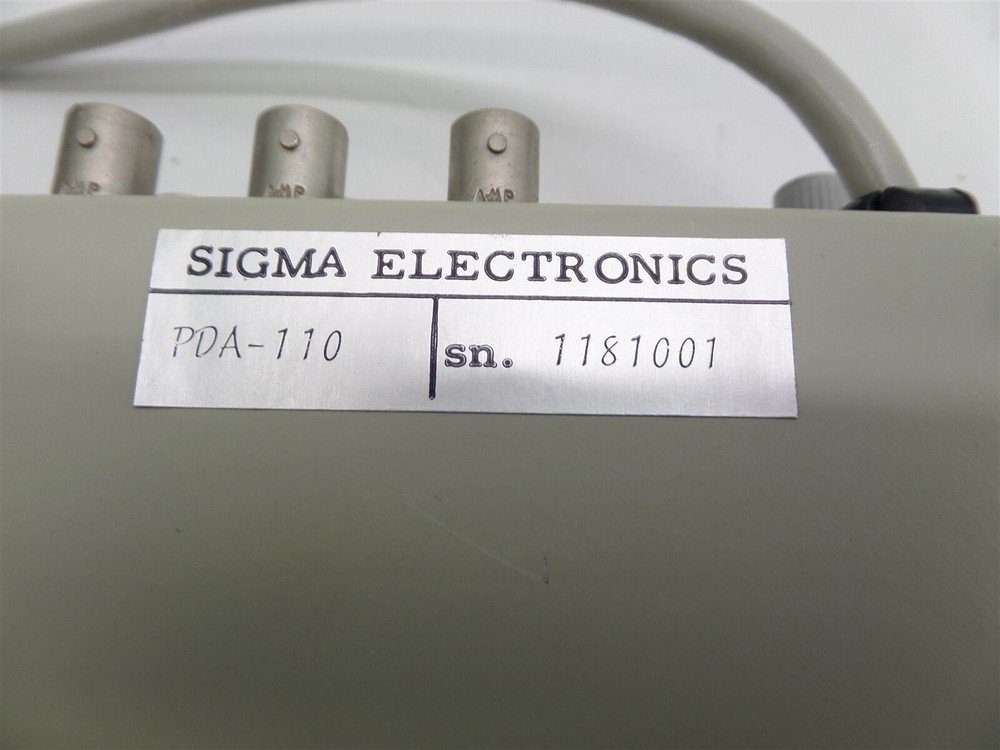 AMP AMP AMP
SIGMA ELECTRONICS
PDA-110 sn. 1181001